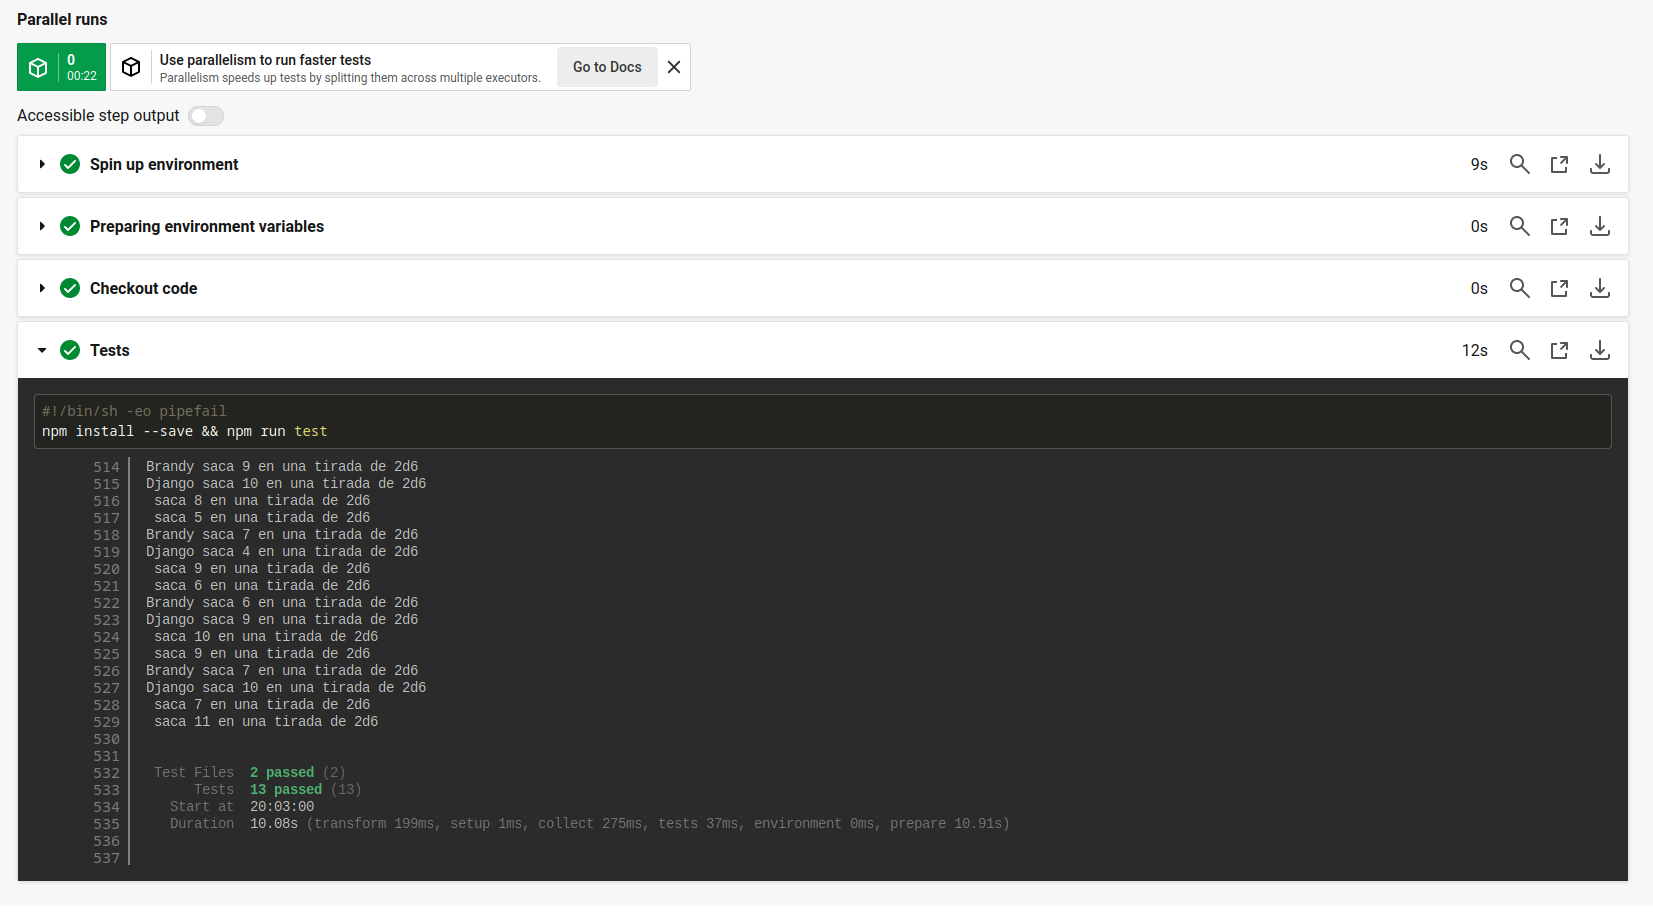 Parallel runs
0
00:22
Use parallelism to run faster tests
Parallelism speeds up tests by splitting them across multiple executors.
Go to Docs
Accessible step output
Spin up environment 9s
Preparing environment variables 0s
Checkout code 0s
Tests 12s
#!/bin/sh -eo pipefail
npm install --save && npm run test
514 Brandy saca 9 en una tirada de 2d6
515 Django saca 10 en una tirada de 2d6
516 saca 8 en una tirada de 2d6
517 saca 5 en una tirada de 2d6
518 Brandy saca 7 en una tirada de 2d6
519 Django saca 4 en una tirada de 2d6
520 saca 9 en una tirada de 2d6
521 saca 6 en una tirada de 2d6
522 Brandy saca 6 en una tirada de 2d6
523 Django saca 9 en una tirada de 2d6
524 saca 10 en una tirada de 2d6
525 saca 9 en una tirada de 2d6
526 Brandy saca 7 en una tirada de 2d6
527 Django saca 10 en una tirada de 2d6
528 saca 7 en una tirada de 2d6
529 saca 11 en una tirada de 2d6
530
531
532 Test Files 2 passed (2)
533 Tests 13 passed (13)
534 Start at 20:03:00
535 Duration 10.08s (transform 199ms, setup 1ms, collect 275ms, tests 37ms, environment 0ms, prepare 10.91s)
536
537